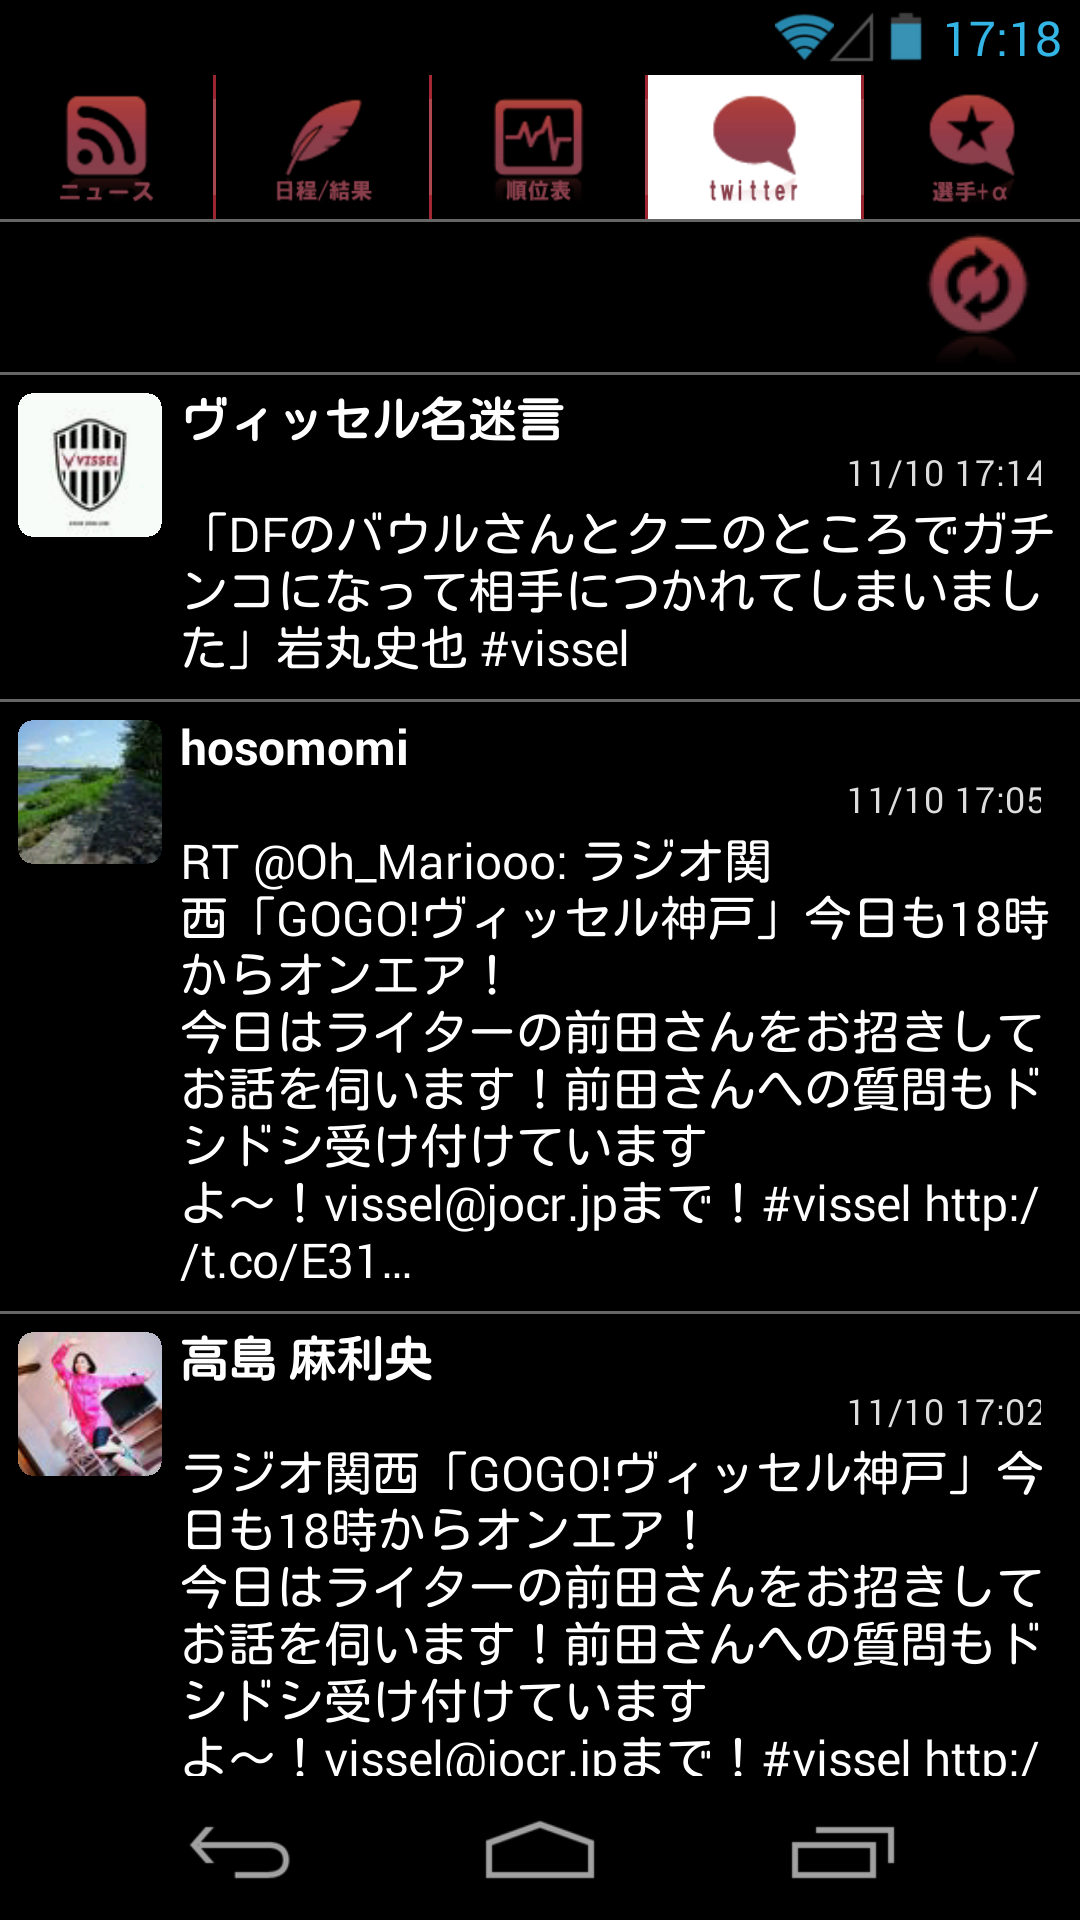 17:18
ニュース
日程/結果
順位表
twitter
選手+α
VISSEL
ヴィッセル名迷言
11/10 17:14
「DFのバウルさんとクニのところでガチ
ンコになって相手につかれてしまいまし
た」岩丸史也 #vissel
hosomomi
11/10 17:05
RT @Oh_Mariooo: ラジオ関
西「GOGO!ヴィッセル神戸」今日も18時
からオンエア！
今日はライターの前田さんをお招きして
お話を伺います！前田さんへの質問もド
シドシ受け付けています
よ〜！vissel@jocr.jpまで！#vissel http:/
/t.co/E31…
高島 麻利央
11/10 17:02
ラジオ関西「GOGO!ヴィッセル神戸」今
日も18時からオンエア！
今日はライターの前田さんをお招きして
お話を伺います！前田さんへの質問もド
シドシ受け付けています
よ〜！vissel@jocr.jpまで！#vissel http:/